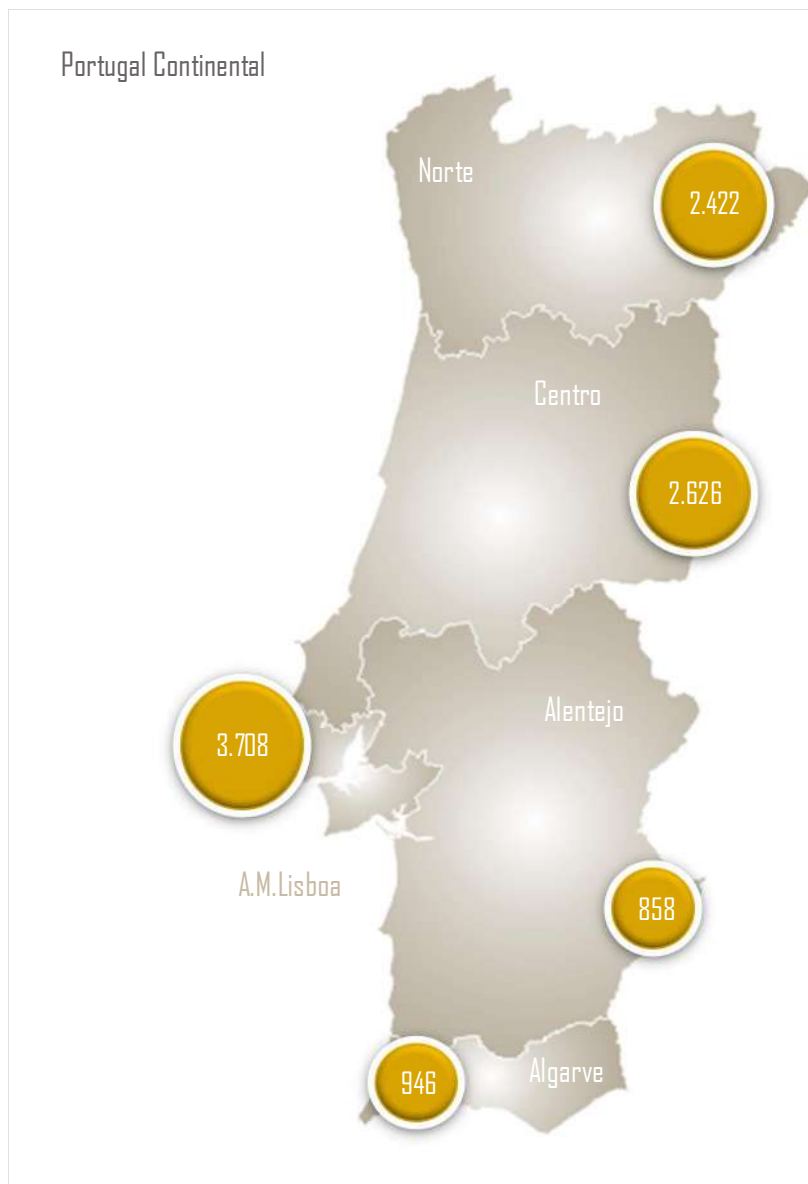 Portugal Continental
Norte
2.422
Centro
2.626
Alentejo
3.708
A.M.Lisboa
858
Algarve
946